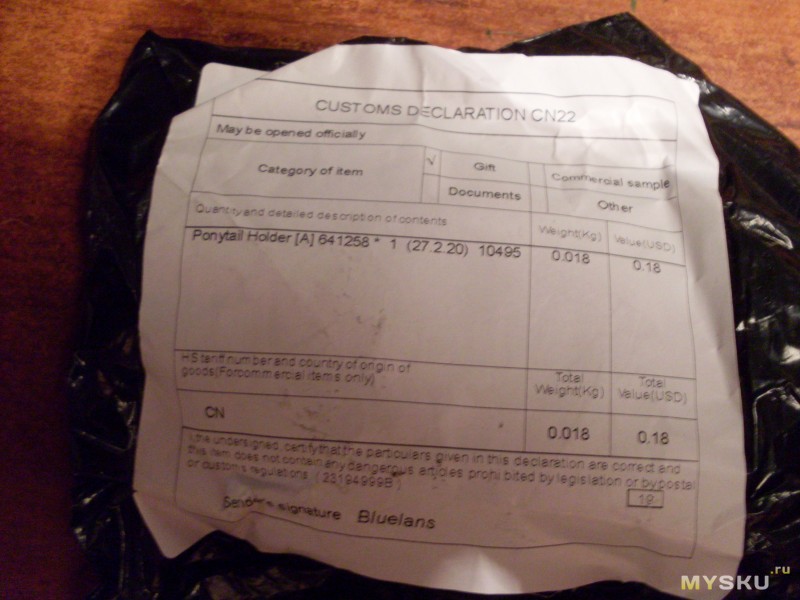 CUSTOMS DECLARATION CN22
May be opened officially
Category of item
√ Gift
Commercial sample
Documents
Other
Quantity and detailed description of contents
Weight(Kg)
Value(USD)
Ponytail Holder [A] 641258 * 1 (27.2.20) 10495
0.018
0.18
HS tariff number and country of origin of
goods(For commercial items only)
Total
Weight(Kg)
Total
Value(USD)
CN
0.018
0.18
I, the undersigned, certify that the particulars given in this declaration are correct and
this item does not contain any dangerous articles prohibited by legislation or by postal
or customs regulations. ( 23194999B )
19
Sender's signature Bluelans
MYSKU.ru